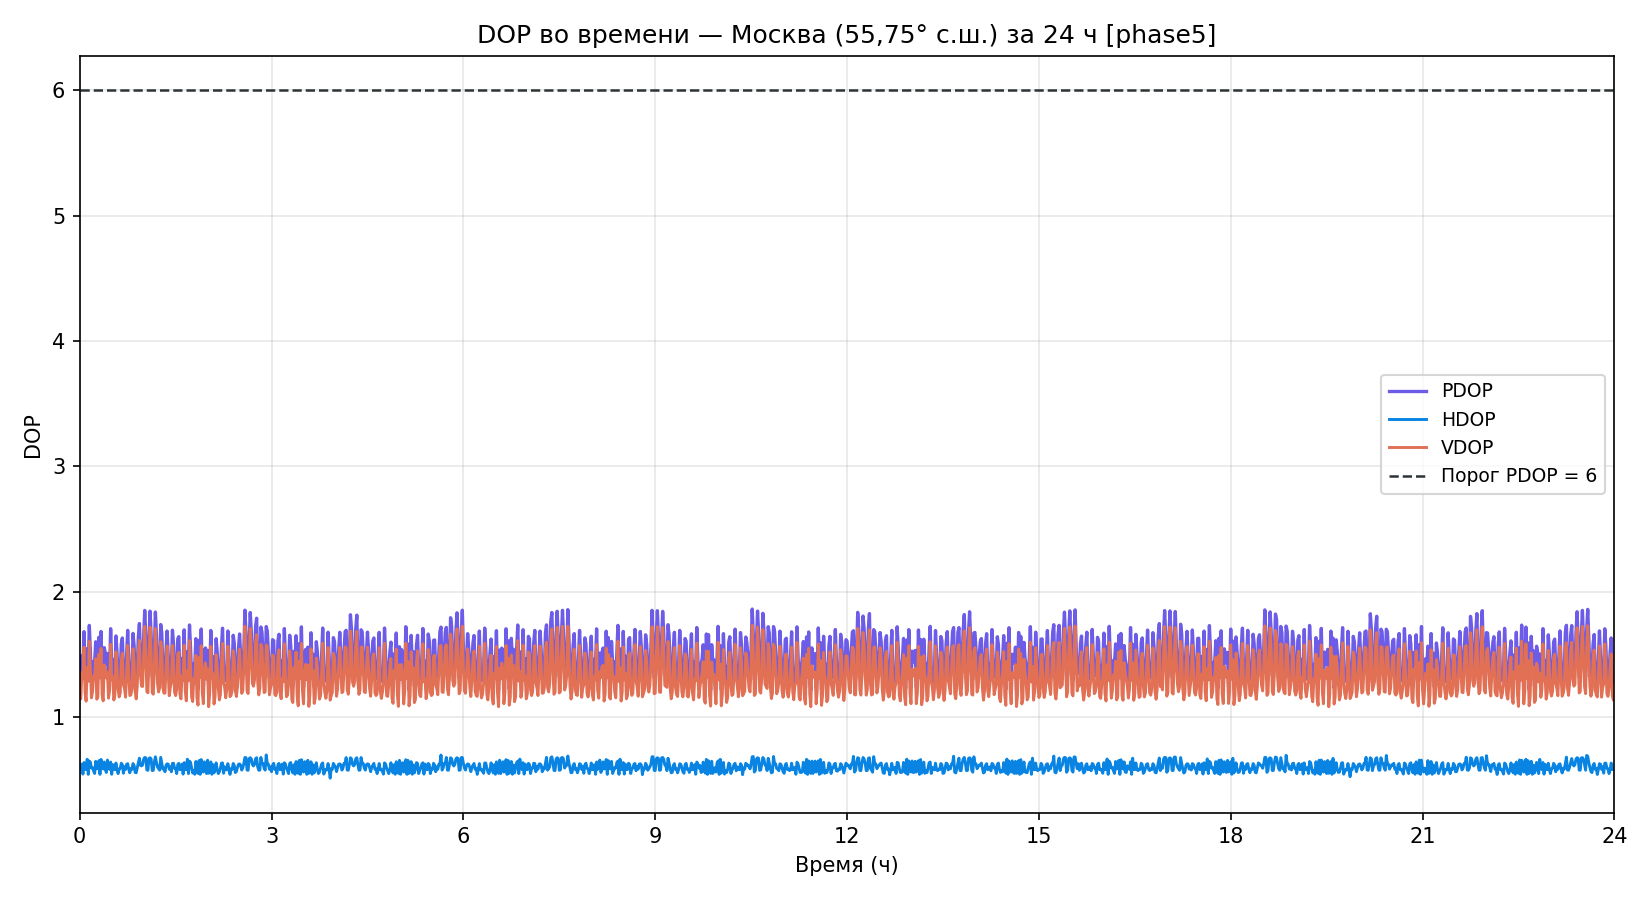 DOP во времени — Москва (55,75° с.ш.) за 24 ч [phase5]
6
5
4
3
2
1
DOP
PDOP
HDOP
VDOP
Порог PDOP = 6
0 3 6 9 12 15 18 21 24
Время (ч)